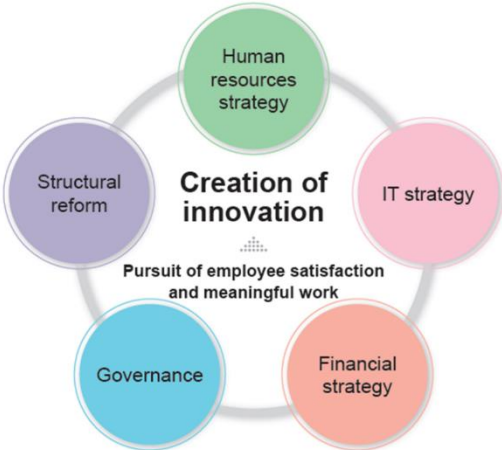 Human
resources
strategy
Structural
reform
Creation of
innovation
IT strategy
Pursuit of employee satisfaction
and meaningful work
Governance
Financial
strategy